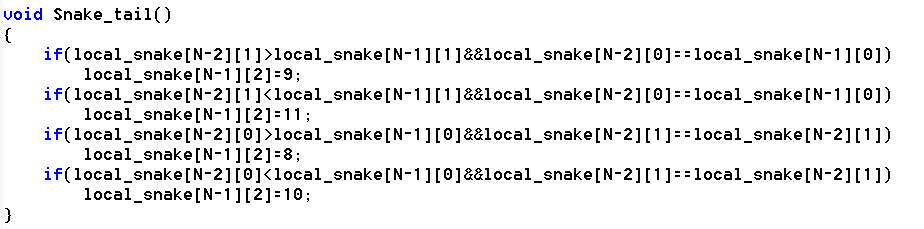 void Snake_tail()
{
    if(local_snake[N-2][1]>local_snake[N-1][1]&&local_snake[N-2][0]==local_snake[N-1][0])
        local_snake[N-1][2]=9;
    if(local_snake[N-2][1]<local_snake[N-1][1]&&local_snake[N-2][0]==local_snake[N-1][0])
        local_snake[N-1][2]=11;
    if(local_snake[N-2][0]>local_snake[N-1][0]&&local_snake[N-2][1]==local_snake[N-2][1])
        local_snake[N-1][2]=8;
    if(local_snake[N-2][0]<local_snake[N-1][0]&&local_snake[N-2][1]==local_snake[N-2][1])
        local_snake[N-1][2]=10;
}